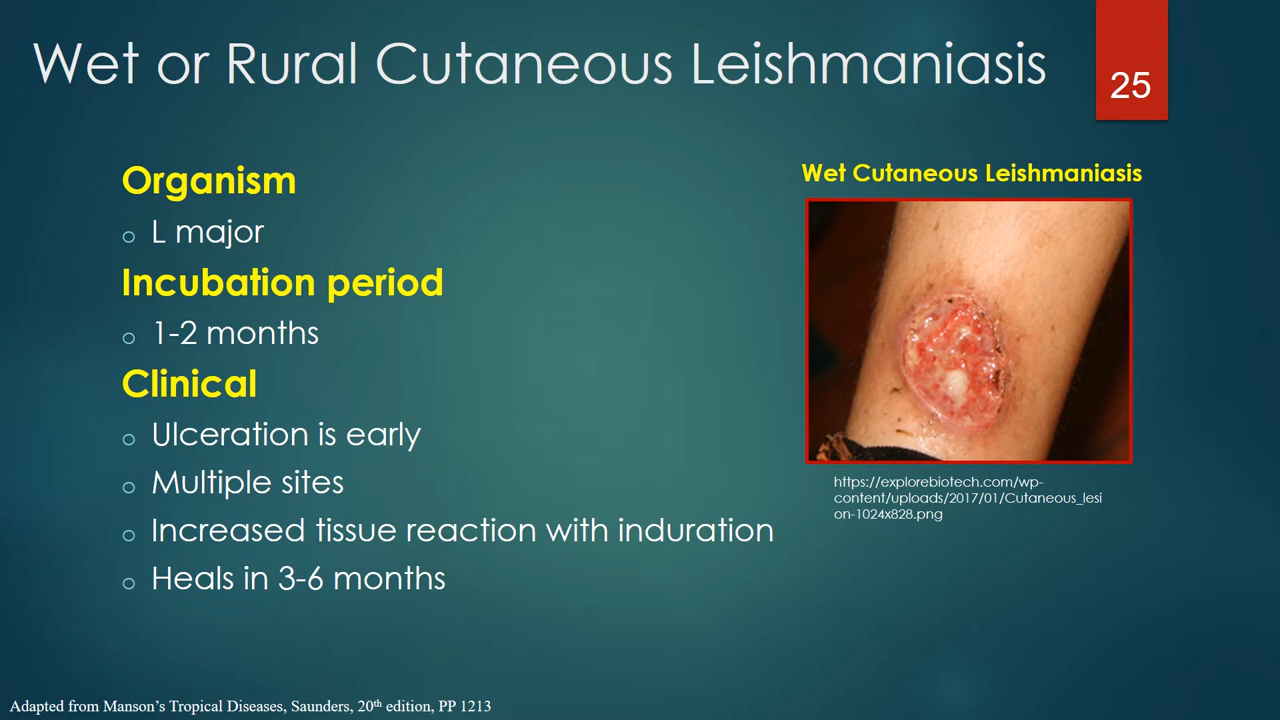 Wet or Rural Cutaneous Leishmaniasis
25
Organism
o L major
Incubation period
o 1-2 months
Clinical
o Ulceration is early
o Multiple sites
o Increased tissue reaction with induration
o Heals in 3-6 months
Wet Cutaneous Leishmaniasis
https://explorebiotech.com/wp-
content/uploads/2017/01/Cutaneous_lesi
on-1024x828.png
Adapted from Manson’s Tropical Diseases, Saunders, 20th edition, PP 1213